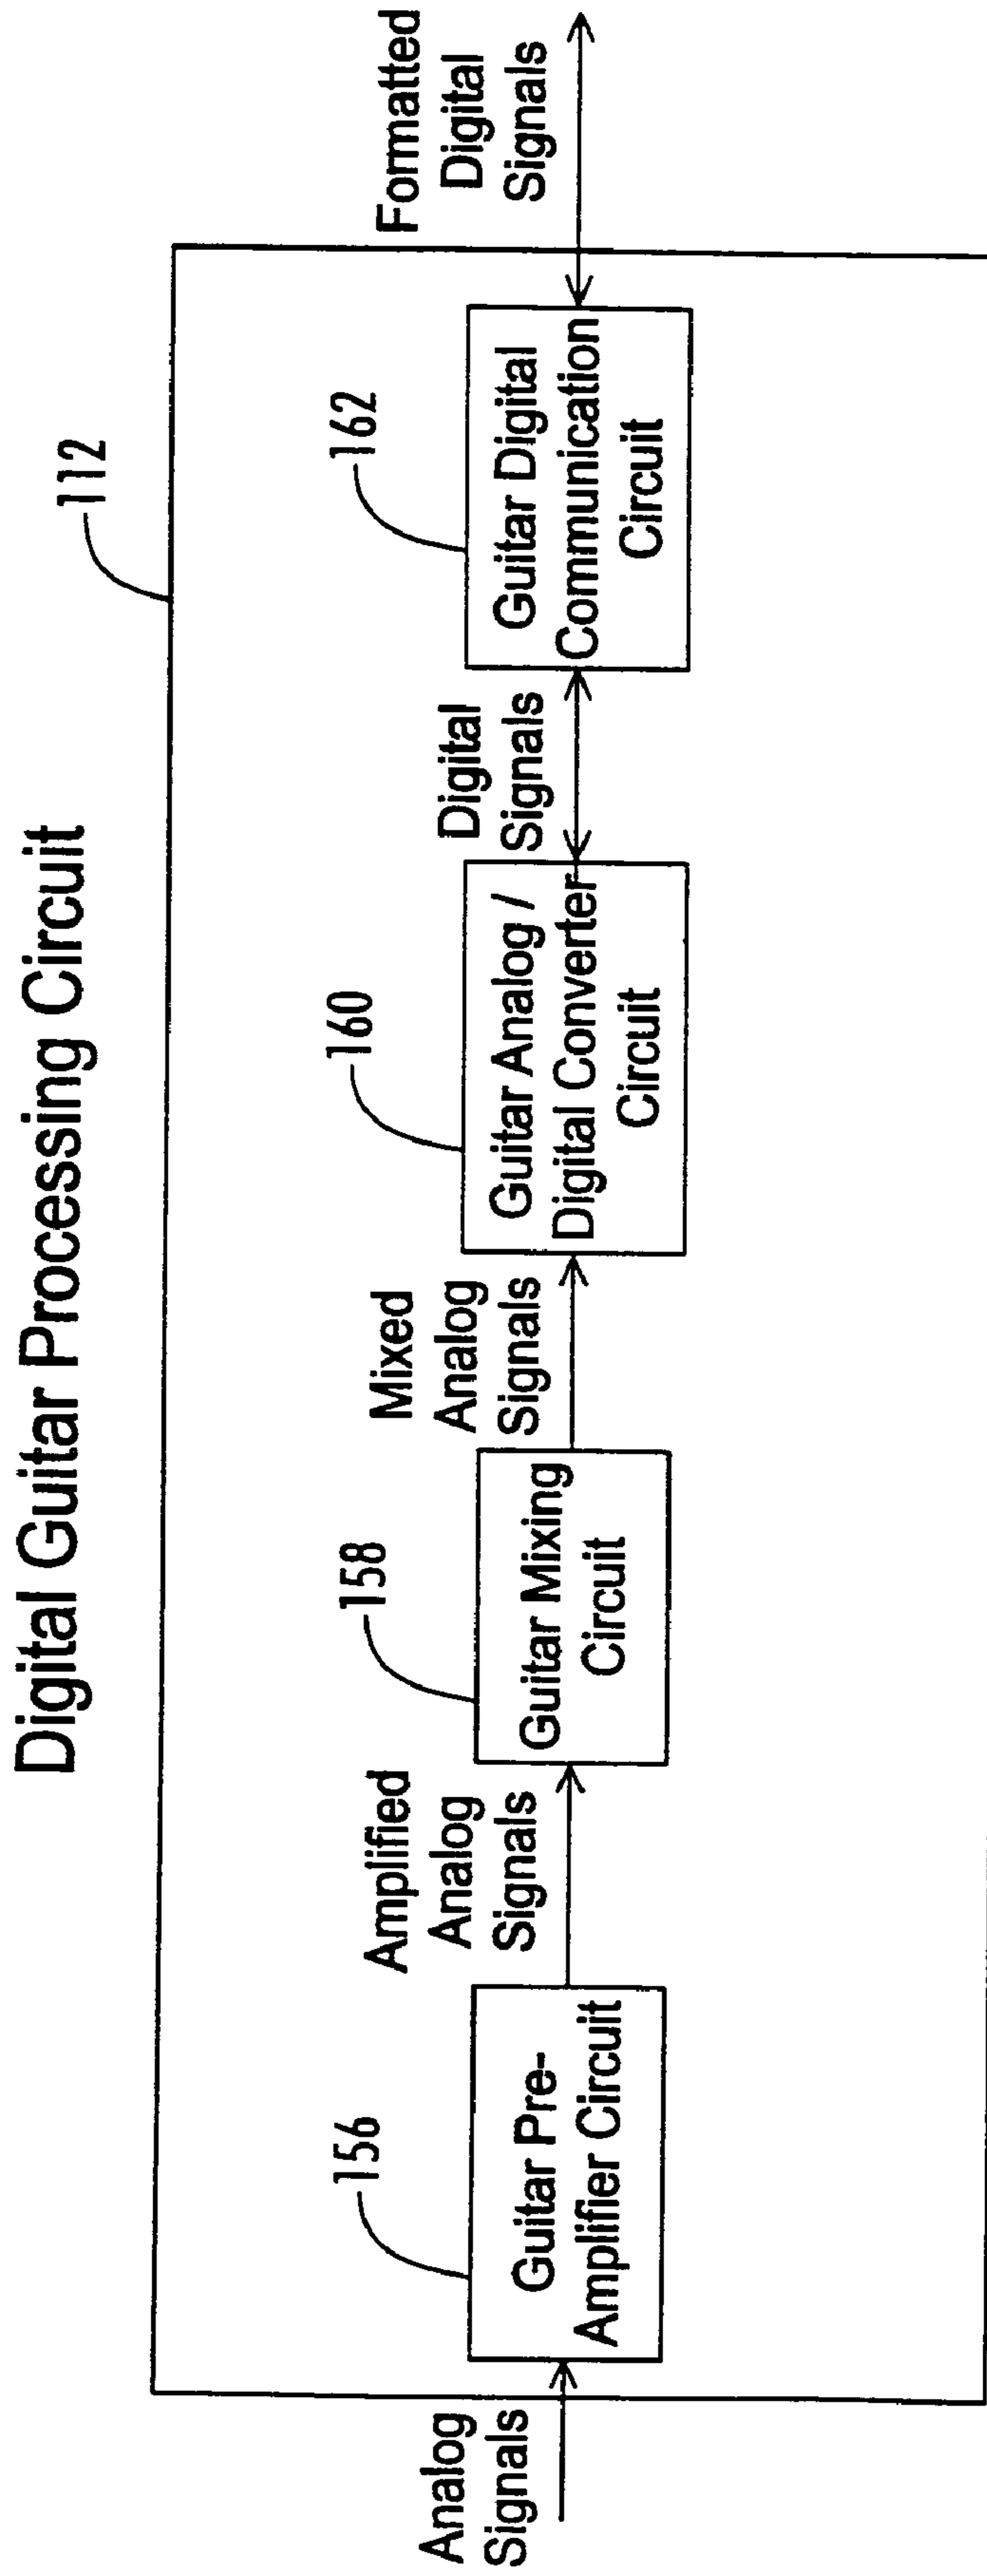 Digital Guitar Processing Circuit
112
Analog
Signals
156
Guitar Pre-
Amplifier Circuit
Amplified
Analog
Signals
158
Guitar Mixing
Circuit
Mixed
Analog
Signals
160
Guitar Analog /
Digital Converter
Circuit
Digital
Signals
162
Guitar Digital
Communication
Circuit
Formatted
Digital
Signals